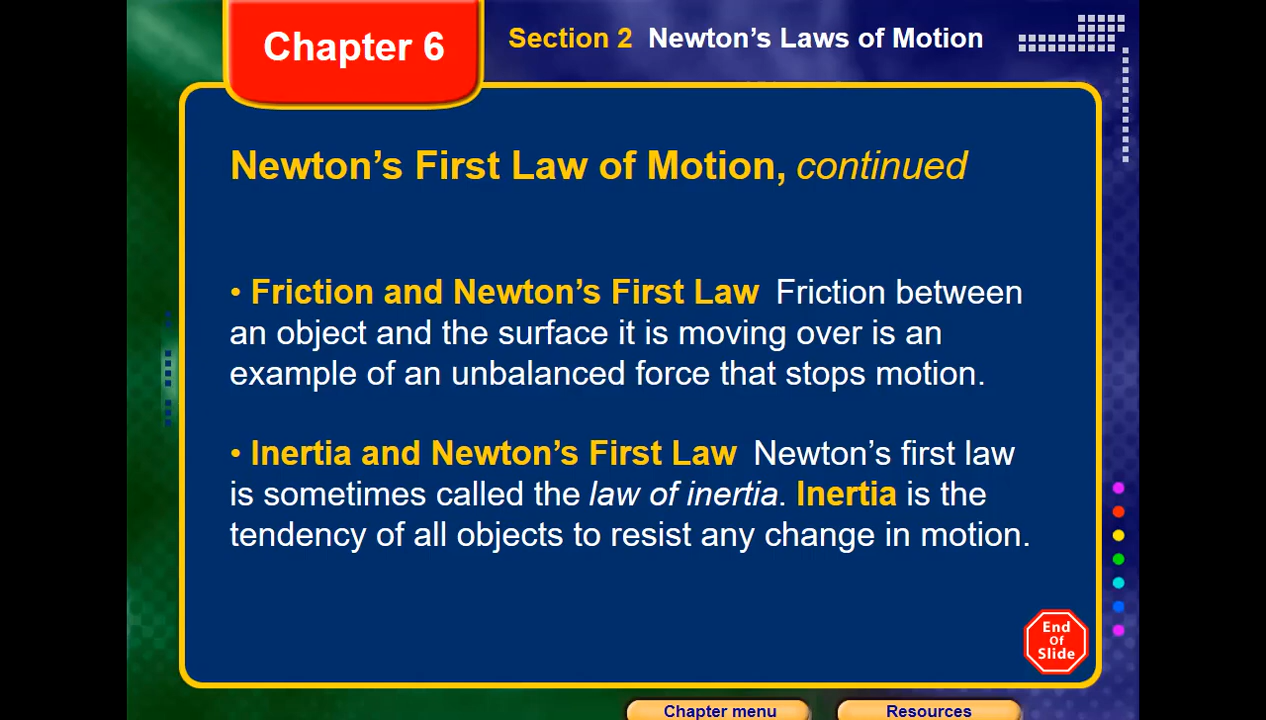 Chapter 6
Section 2 Newton's Laws of Motion
Newton's First Law of Motion, continued
• Friction and Newton's First Law Friction between
an object and the surface it is moving over is an
example of an unbalanced force that stops motion.
• Inertia and Newton's First Law Newton's first law
is sometimes called the law of inertia. Inertia is the
tendency of all objects to resist any change in motion.
End
Of
Slide
Chapter menu
Resources